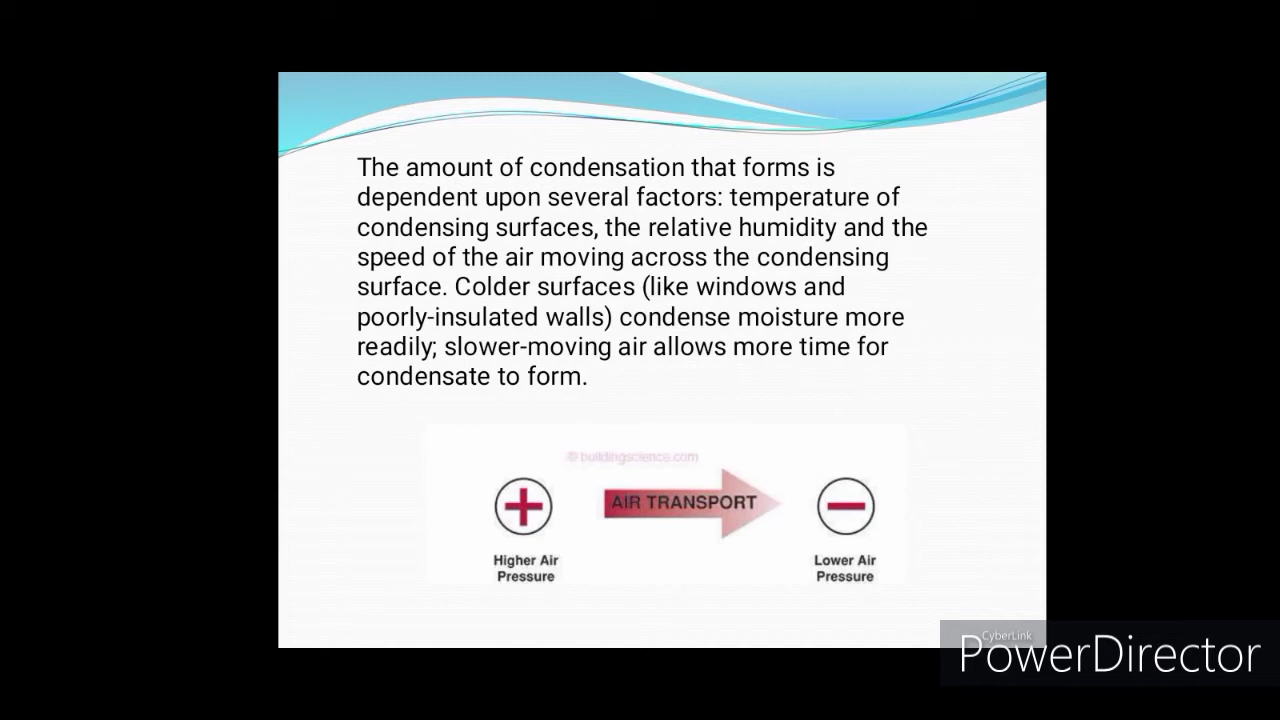 The amount of condensation that forms is
dependent upon several factors: temperature of
condensing surfaces, the relative humidity and the
speed of the air moving across the condensing
surface. Colder surfaces (like windows and
poorly-insulated walls) condense moisture more
readily; slower-moving air allows more time for
condensate to form.
© buildingscience.com
AIR TRANSPORT
Higher Air
Pressure
Lower Air
Pressure
CyberLink
PowerDirector